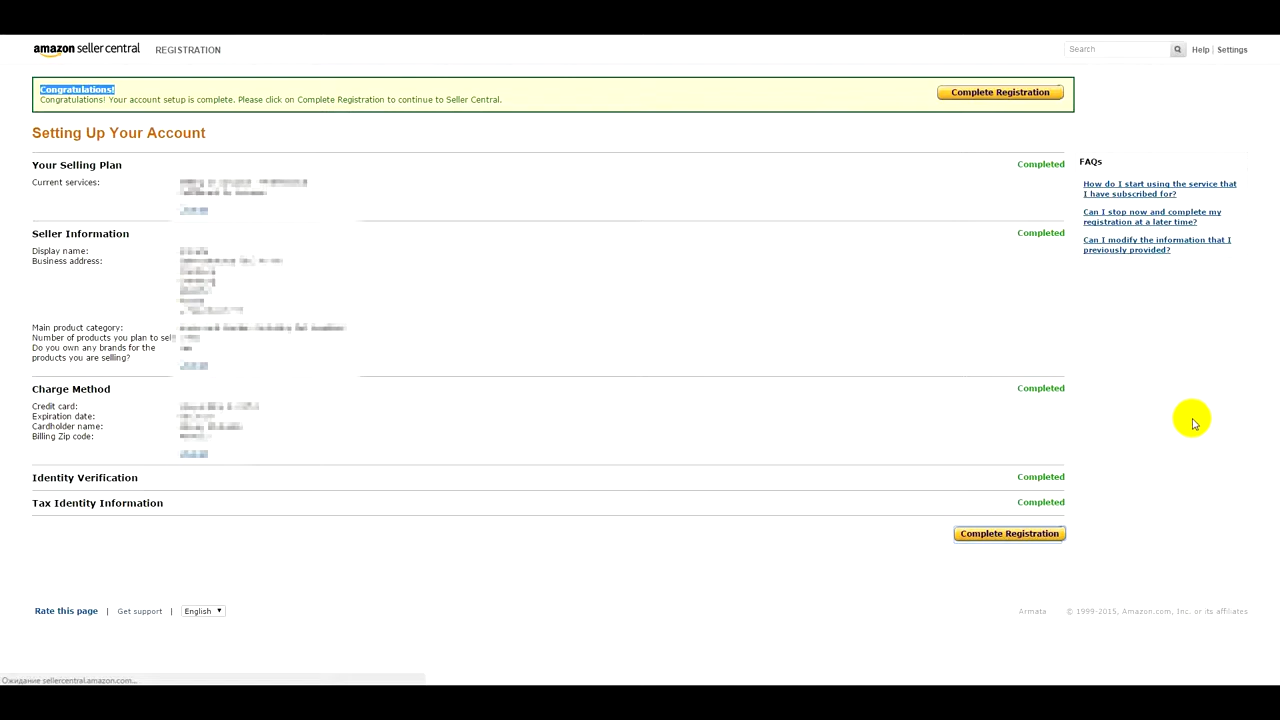 amazon seller central REGISTRATION Search Help | Settings
Congratulations!
Congratulations! Your account setup is complete. Please click on Complete Registration to continue to Seller Central. Complete Registration
Setting Up Your Account
Your Selling Plan Completed
Current services:
Seller Information Completed
Display name:
Business address:
Main product category:
Number of products you plan to sell
Do you own any brands for the
products you are selling?
Charge Method Completed
Credit card:
Expiration date:
Cardholder name:
Billing Zip code:
Identity Verification Completed
Tax Identity Information Completed
Complete Registration
FAQs
How do I start using the service that
I have subscribed for?
Can I stop now and complete my
registration at a later time?
Can I modify the information that I
previously provided?
Rate this page | Get support | English Armata © 1999-2015, Amazon.com, Inc. or its affiliates
Ожидание sellercentral.amazon.com...